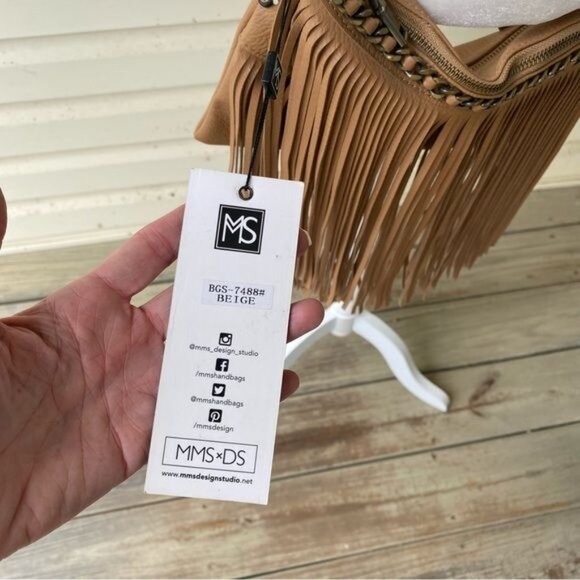 MS
BGS-7488#
BEIGE
@mms_design_studio
/mmshandbags
@mmshandbags
/mmsdesign
MMS×DS
www.mmsdesignstudio.net